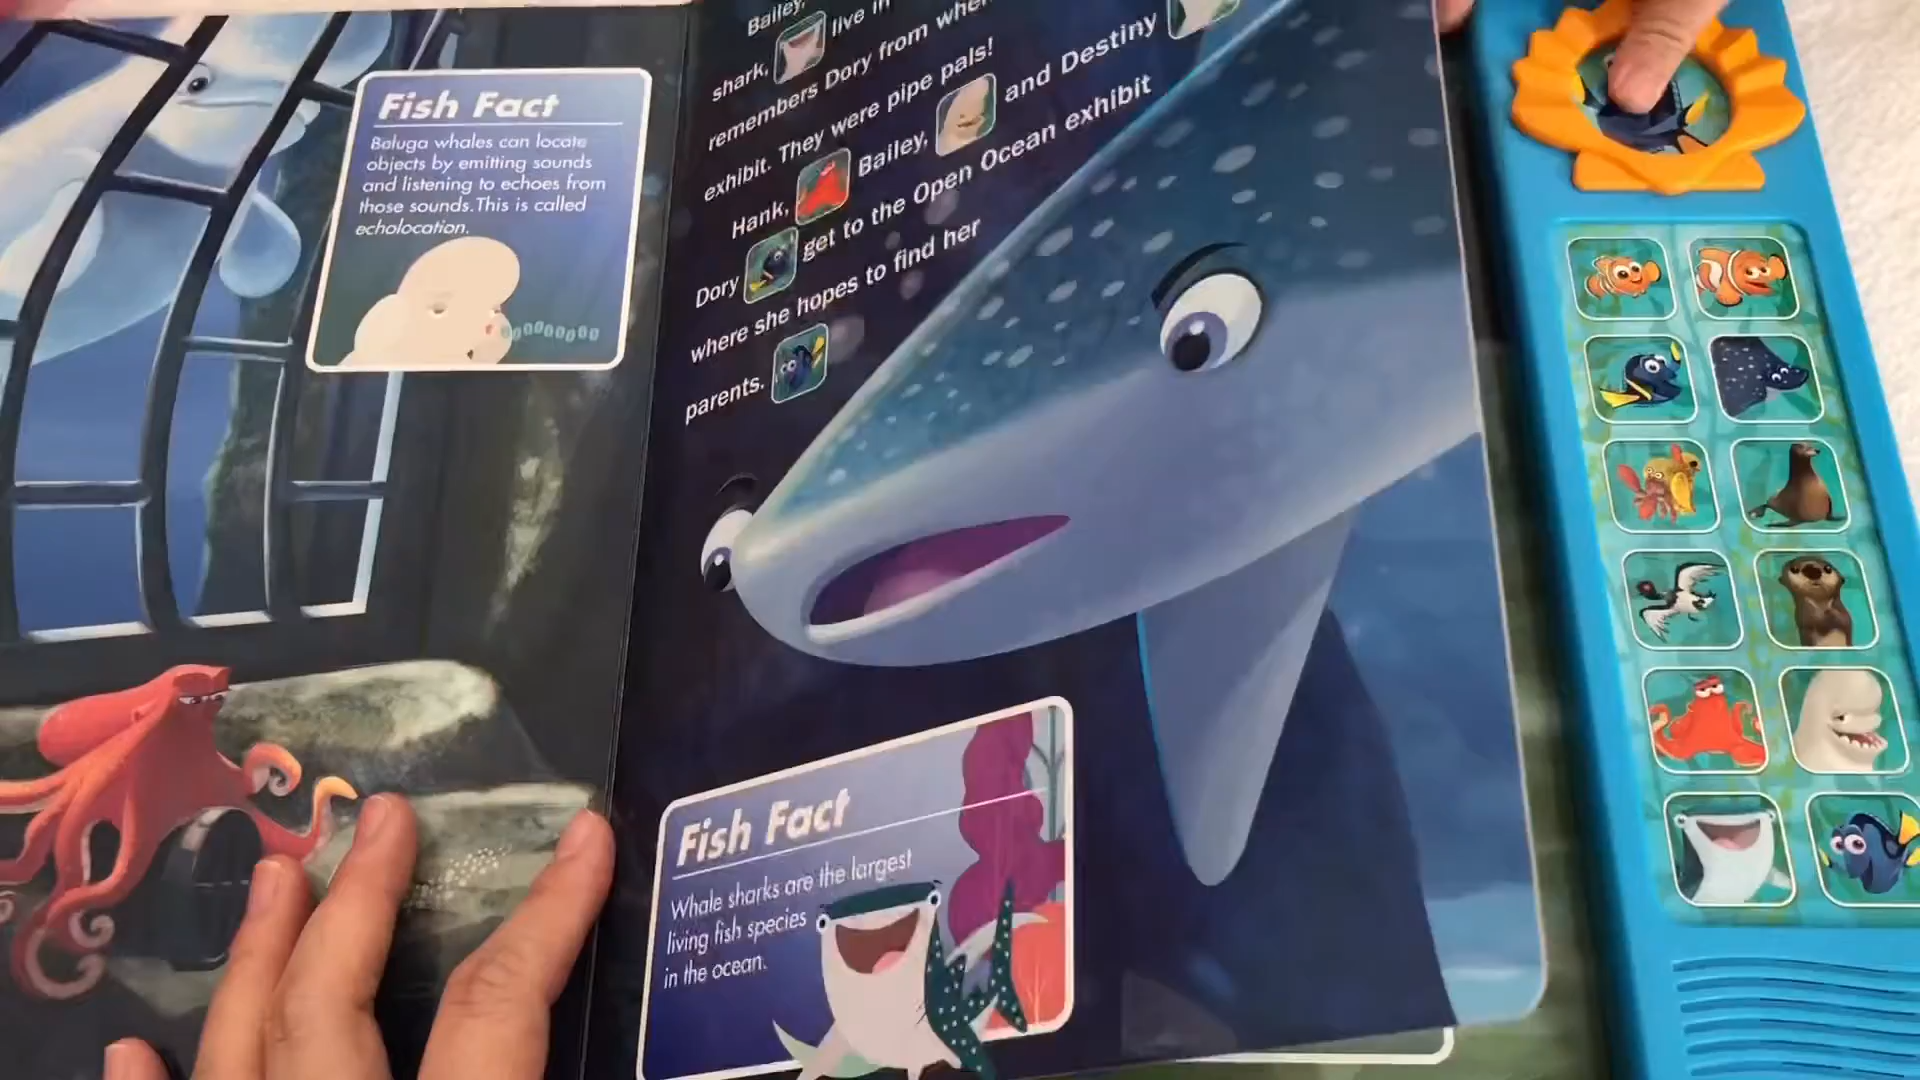 Fish Fact
Baluga whales can locate
objects by emitting sounds
and listening to echoes from
those sounds.This is called
echolocation.
Bailey,
shark, live in
remembers Dory from when
exhibit. They were pipe pals!
Hank, Bailey, and Destiny
Dory get to the Open Ocean exhibit
where she hopes to find her
parents.
Fish Fact
Whale sharks are the largest
living fish species
in the ocean.